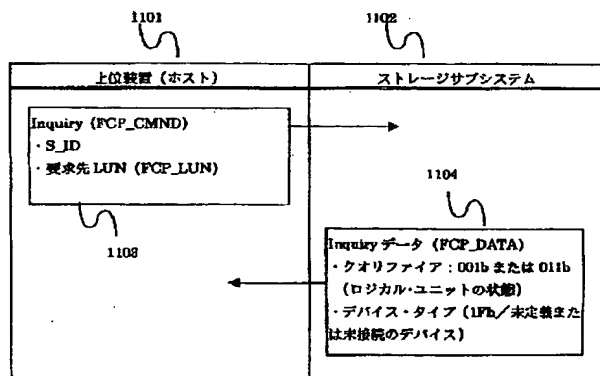 1101
1102
上位装置（ホスト）
ストレージサブシステム
Inquiry（FCP_CMND）
・S_ID
・要求先 LUN（FCP_LUN）
1103
1104
Inquiry データ（FCP_DATA）
・クオリファイア：001b または 011b
（ロジカル・ユニットの状態）
・デバイス・タイプ（1Fh／未定義また
は未接続のデバイス）